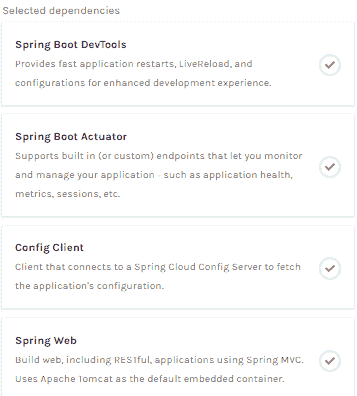 Selected dependencies
Spring Boot DevTools
Provides fast application restarts, LiveReload, and
configurations for enhanced development experience.
Spring Boot Actuator
Supports built in (or custom) endpoints that let you monitor
and manage your application - such as application health,
metrics, sessions, etc.
Config Client
Client that connects to a Spring Cloud Config Server to fetch
the application's configuration.
Spring Web
Build web, including RESTful, applications using Spring MVC.
Uses Apache Tomcat as the default embedded container.